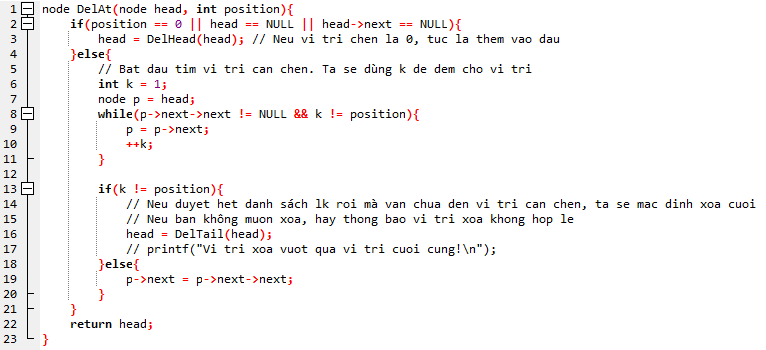 1 node DelAt(node head, int position){
2     if(position == 0 || head == NULL || head->next == NULL){
3         head = DelHead(head); // Neu vi tri chen la 0, tuc la them vao dau
4     }else{
5         // Bat dau tim vi tri can chen. Ta se dùng k de dem cho vi tri
6         int k = 1;
7         node p = head;
8         while(p->next->next != NULL && k != position){
9             p = p->next;
10             ++k;
11         }
12
13         if(k != position){
14             // Neu duyet het danh sách lk roi mà van chua den vi tri can chen, ta se mac dinh xoa cuoi
15             // Neu ban không muon xoa, hay thong bao vi tri xoa khong hop le
16             head = DelTail(head);
17             // printf("Vi tri xoa vuot qua vi tri cuoi cung!\n");
18         }else{
19             p->next = p->next->next;
20         }
21     }
22     return head;
23 }